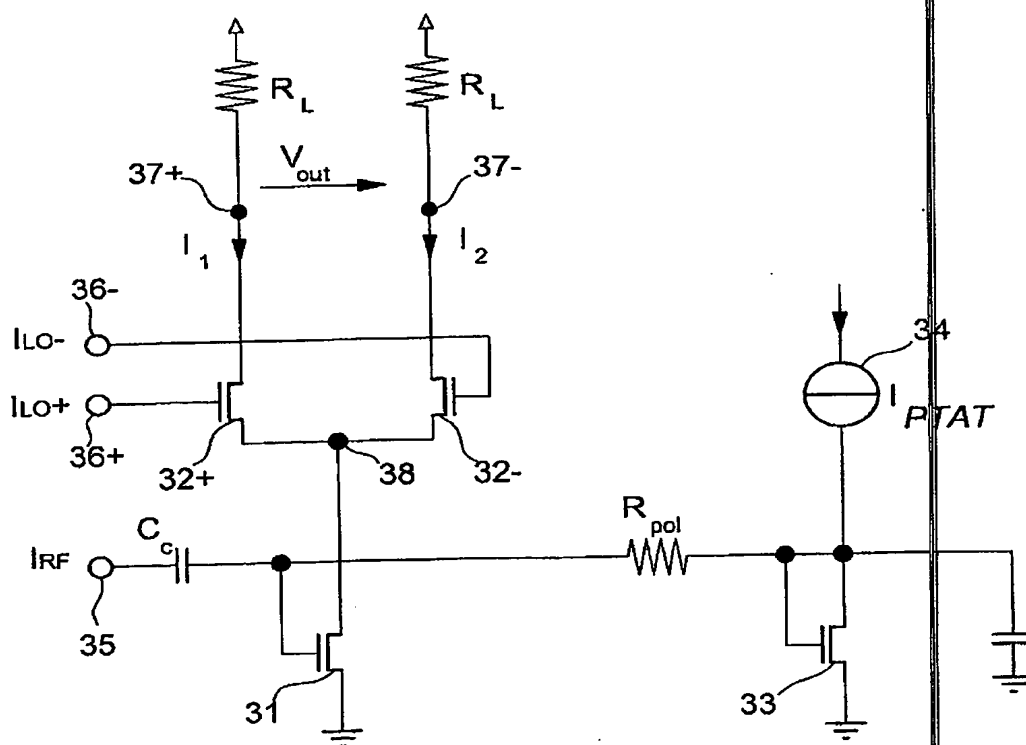 R_L R_L
37+ V_out 37-
I_1 I_2
36-
I_LO- 34
I_LO+ I_PTAT
36+ 32+ 38 32-
C_c R_pol
I_RF
35
31 33